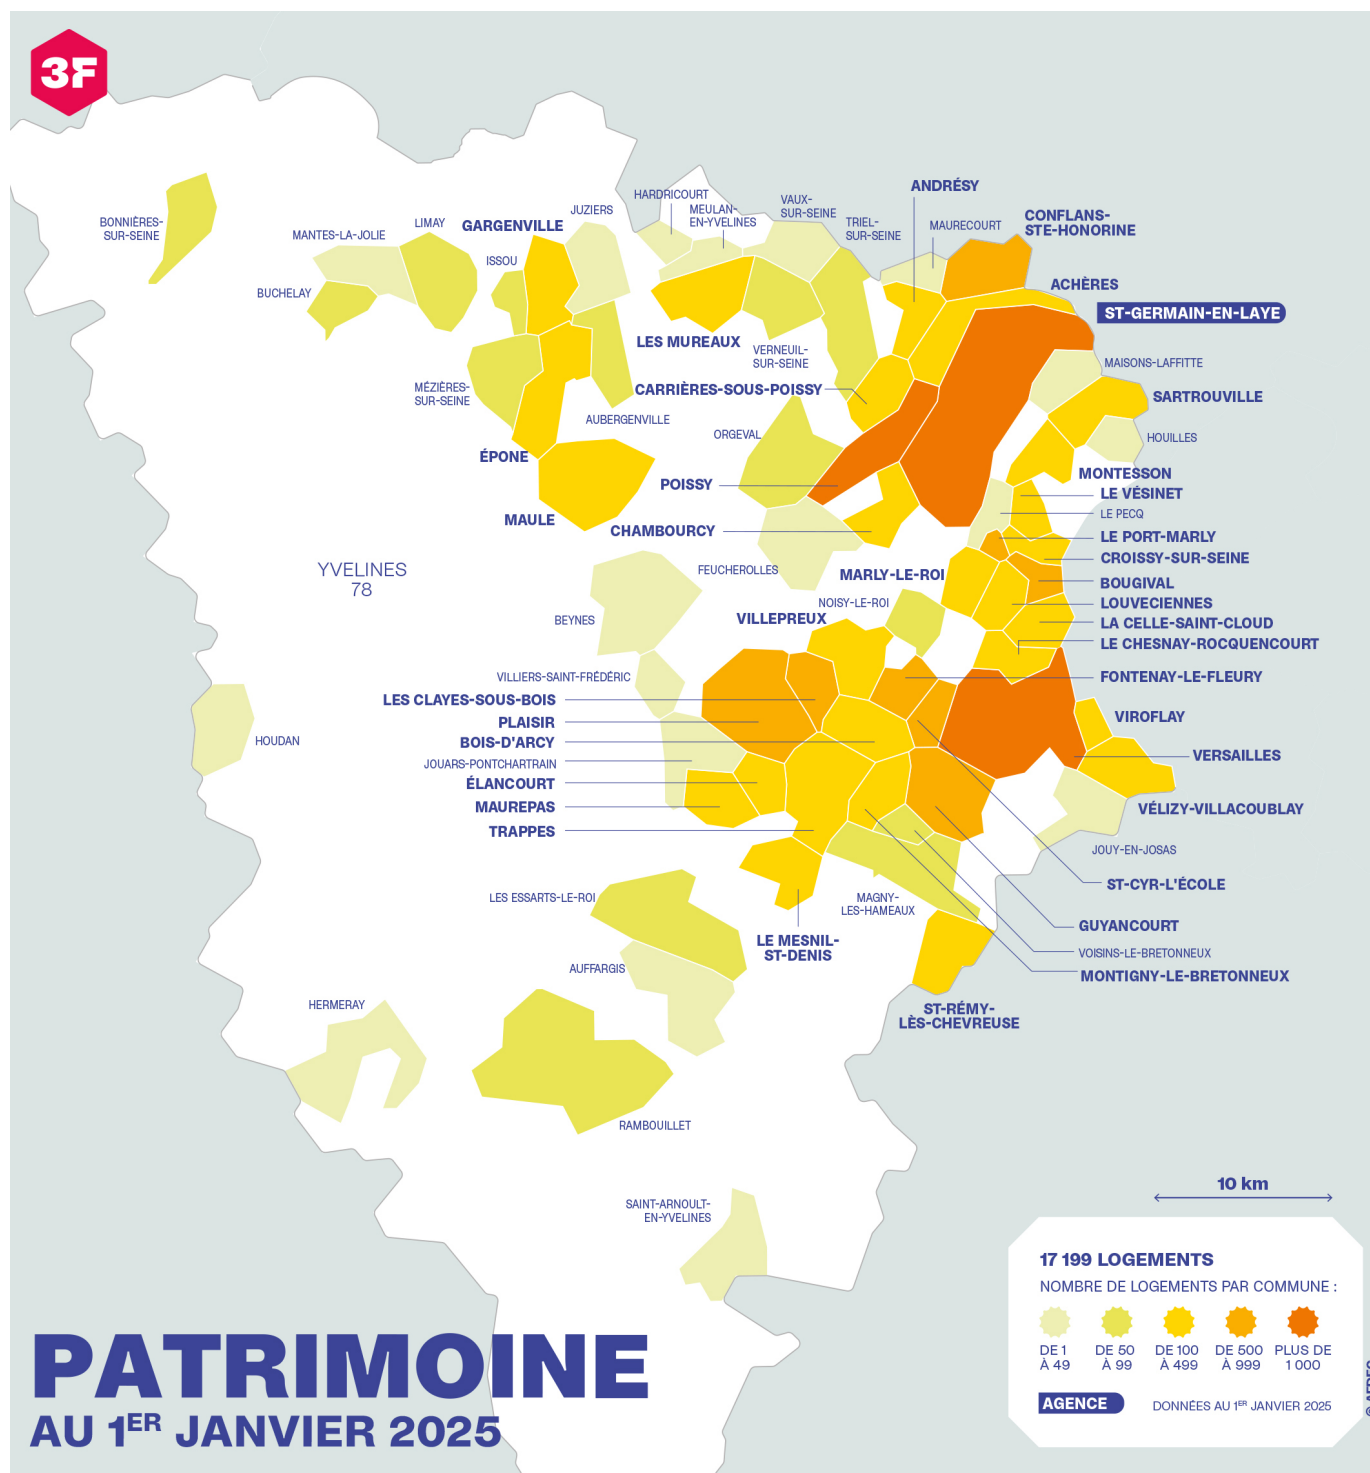 3F
HARDRICOURT
MEULAN-
EN-YVELINES
VAUX-
SUR-SEINE
ANDRÉSY
JUZIERS
BONNIÈRES-
SUR-SEINE
LIMAY
GARGENVILLE
TRIEL-
SUR-SEINE
MAURECOURT
CONFLANS-
STE-HONORINE
MANTES-LA-JOLIE
ISSOU
BUCHELAY
ACHÈRES
ST-GERMAIN-EN-LAYE
LES MUREAUX
VERNEUIL-
SUR-SEINE
MAISONS-LAFFITTE
MÉZIÈRES-
SUR-SEINE
CARRIÈRES-SOUS-POISSY
SARTROUVILLE
AUBERGENVILLE
ORGEVAL
HOUILLES
ÉPONE
MONTESSON
POISSY
LE VÉSINET
LE PECQ
MAULE
CHAMBOURCY
LE PORT-MARLY
CROISSY-SUR-SEINE
YVELINES
78
FEUCHEROLLES
MARLY-LE-ROI
BOUGIVAL
NOISY-LE-ROI
LOUVECIENNES
BEYNES
VILLEPREUX
LA CELLE-SAINT-CLOUD
LE CHESNAY-ROCQUENCOURT
VILLIERS-SAINT-FRÉDÉRIC
FONTENAY-LE-FLEURY
LES CLAYES-SOUS-BOIS
PLAISIR
VIROFLAY
HOUDAN
BOIS-D'ARCY
VERSAILLES
JOUARS-PONTCHARTRAIN
ÉLANCOURT
MAUREPAS
VÉLIZY-VILLACOUBLAY
TRAPPES
JOUY-EN-JOSAS
ST-CYR-L'ÉCOLE
LES ESSARTS-LE-ROI
MAGNY-
LES-HAMEAUX
GUYANCOURT
LE MESNIL-
ST-DENIS
VOISINS-LE-BRETONNEUX
AUFFARGIS
MONTIGNY-LE-BRETONNEUX
HERMERAY
ST-RÉMY-
LÈS-CHEVREUSE
RAMBOUILLET
SAINT-ARNOULT-
EN-YVELINES
10 km
17 199 LOGEMENTS
NOMBRE DE LOGEMENTS PAR COMMUNE :
DE 1
À 49
DE 50
À 99
DE 100
À 499
DE 500
À 999
PLUS DE
1 000
AGENCE
DONNÉES AU 1ER JANVIER 2025
PATRIMOINE
AU 1ER JANVIER 2025